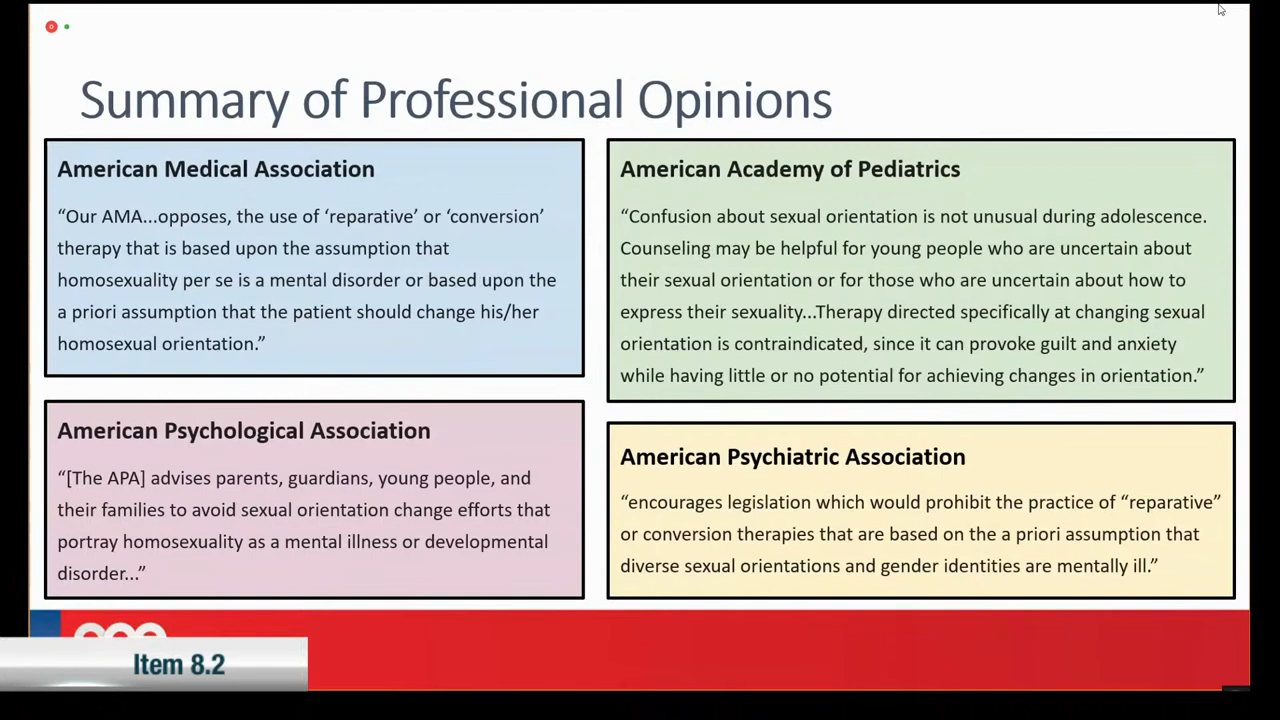 Summary of Professional Opinions
American Medical Association
“Our AMA...opposes, the use of ‘reparative’ or ‘conversion’
therapy that is based upon the assumption that
homosexuality per se is a mental disorder or based upon the
a priori assumption that the patient should change his/her
homosexual orientation.”
American Academy of Pediatrics
“Confusion about sexual orientation is not unusual during adolescence.
Counseling may be helpful for young people who are uncertain about
their sexual orientation or for those who are uncertain about how to
express their sexuality...Therapy directed specifically at changing sexual
orientation is contraindicated, since it can provoke guilt and anxiety
while having little or no potential for achieving changes in orientation.”
American Psychological Association
“[The APA] advises parents, guardians, young people, and
their families to avoid sexual orientation change efforts that
portray homosexuality as a mental illness or developmental
disorder...”
American Psychiatric Association
“encourages legislation which would prohibit the practice of “reparative”
or conversion therapies that are based on the a priori assumption that
diverse sexual orientations and gender identities are mentally ill.”
Item 8.2